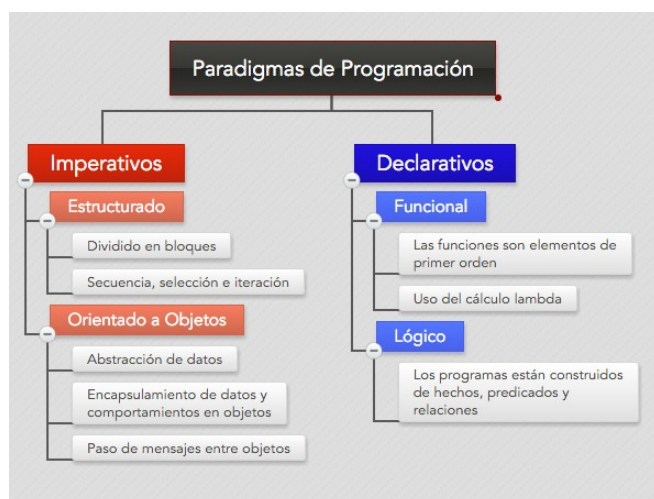 Paradigmas de Programación
Imperativos
Estructurado
Dividido en bloques
Secuencia, selección e iteración
Orientado a Objetos
Abstracción de datos
Encapsulamiento de datos y
comportamientos en objetos
Paso de mensajes entre objetos
Declarativos
Funcional
Las funciones son elementos de
primer orden
Uso del cálculo lambda
Lógico
Los programas están construidos
de hechos, predicados y
relaciones